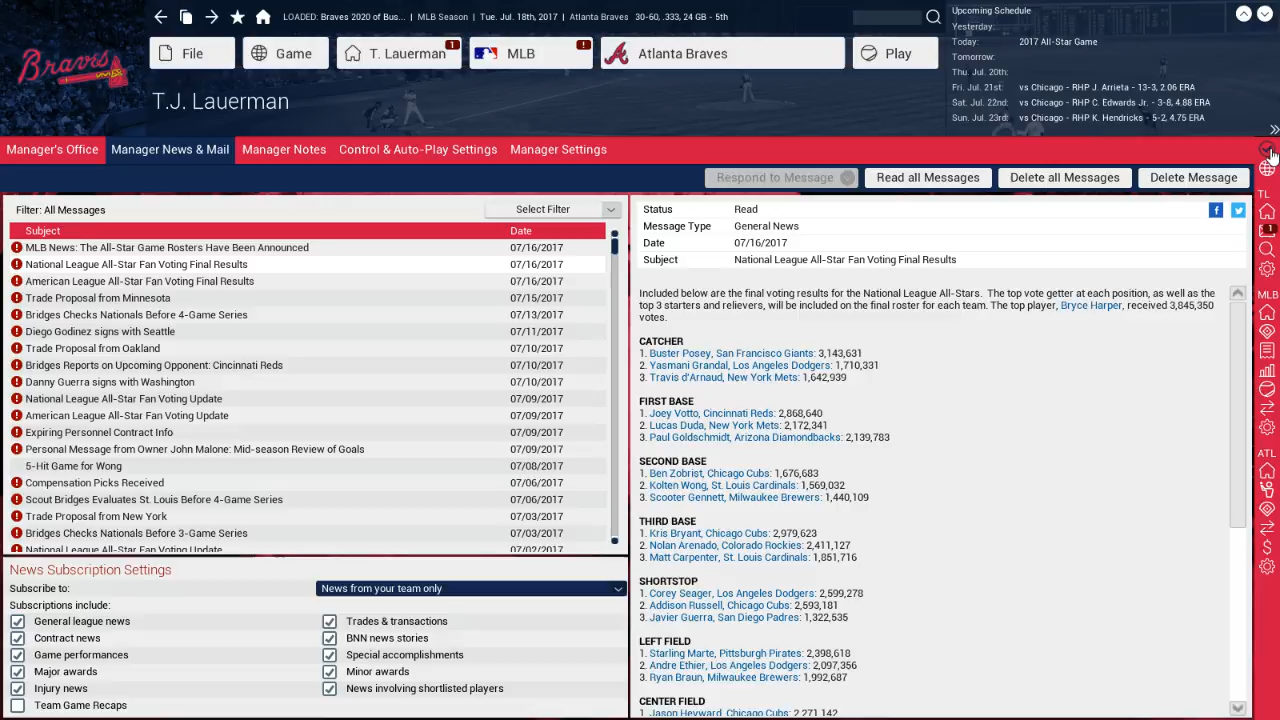 LOADED: Braves 2020 of Bus... | MLB Season | Tue. Jul. 18th, 2017 | Atlanta Braves 30-60, .333, 24 GB - 5th
Upcoming Schedule
Yesterday:
Today: 2017 All-Star Game
Tomorrow:
Thu. Jul. 20th:
Fri. Jul. 21st: vs Chicago - RHP J. Arrieta - 13-3, 2.06 ERA
Sat. Jul. 22nd: vs Chicago - RHP C. Edwards Jr. - 3-8, 4.88 ERA
Sun. Jul. 23rd: vs Chicago - RHP K. Hendricks - 5-2, 4.75 ERA
Braves
File
Game
T. Lauerman
1
MLB
!
Atlanta Braves
Play
T.J. Lauerman
Manager's Office
Manager News & Mail
Manager Notes
Control & Auto-Play Settings
Manager Settings
Respond to Message
Read all Messages
Delete all Messages
Delete Message
Filter: All Messages
Select Filter
Subject Date
MLB News: The All-Star Game Rosters Have Been Announced 07/16/2017
National League All-Star Fan Voting Final Results 07/16/2017
American League All-Star Fan Voting Final Results 07/16/2017
Trade Proposal from Minnesota 07/15/2017
Bridges Checks Nationals Before 4-Game Series 07/13/2017
Diego Godinez signs with Seattle 07/11/2017
Trade Proposal from Oakland 07/10/2017
Bridges Reports on Upcoming Opponent: Cincinnati Reds 07/10/2017
Danny Guerra signs with Washington 07/10/2017
National League All-Star Fan Voting Update 07/09/2017
American League All-Star Fan Voting Update 07/09/2017
Expiring Personnel Contract Info 07/09/2017
Personal Message from Owner John Malone: Mid-season Review of Goals 07/09/2017
5-Hit Game for Wong 07/08/2017
Compensation Picks Received 07/06/2017
Scout Bridges Evaluates St. Louis Before 4-Game Series 07/06/2017
Trade Proposal from New York 07/03/2017
Bridges Checks Nationals Before 3-Game Series 07/03/2017
National League All-Star Fan Voting Update 07/02/2017
News Subscription Settings
Subscribe to: News from your team only
Subscriptions include:
General league news
Trades & transactions
Contract news
BNN news stories
Game performances
Special accomplishments
Major awards
Minor awards
Injury news
News involving shortlisted players
Team Game Recaps
Status Read
Message Type General News
Date 07/16/2017
Subject National League All-Star Fan Voting Final Results
Included below are the final voting results for the National League All-Stars. The top vote getter at each position, as well as the
top 3 starters and relievers, will be included on the final roster for each team. The top player, Bryce Harper, received 3,845,350
votes.
CATCHER
1. Buster Posey, San Francisco Giants: 3,143,631
2. Yasmani Grandal, Los Angeles Dodgers: 1,710,331
3. Travis d'Arnaud, New York Mets: 1,642,939
FIRST BASE
1. Joey Votto, Cincinnati Reds: 2,868,640
2. Lucas Duda, New York Mets: 2,172,341
3. Paul Goldschmidt, Arizona Diamondbacks: 2,139,783
SECOND BASE
1. Ben Zobrist, Chicago Cubs: 1,676,683
2. Kolten Wong, St. Louis Cardinals: 1,569,032
3. Scooter Gennett, Milwaukee Brewers: 1,440,109
THIRD BASE
1. Kris Bryant, Chicago Cubs: 2,979,623
2. Nolan Arenado, Colorado Rockies: 2,411,127
3. Matt Carpenter, St. Louis Cardinals: 1,851,716
SHORTSTOP
1. Corey Seager, Los Angeles Dodgers: 2,599,278
2. Addison Russell, Chicago Cubs: 2,593,181
3. Javier Guerra, San Diego Padres: 1,322,535
LEFT FIELD
1. Starling Marte, Pittsburgh Pirates: 2,398,618
2. Andre Ethier, Los Angeles Dodgers: 2,097,356
3. Ryan Braun, Milwaukee Brewers: 1,992,687
CENTER FIELD
1. Jason Heyward, Chicago Cubs: 2,271,142
TL
1
MLB
ATL